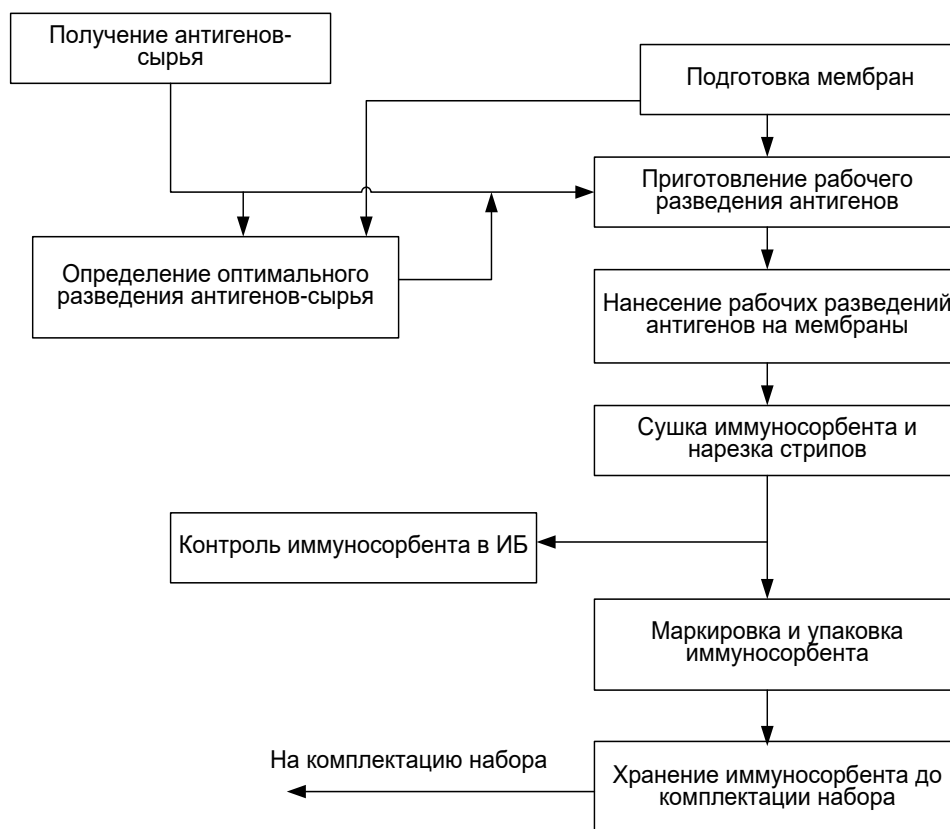 Получение антигенов-
сырья
Подготовка мембран
Приготовление рабочего
разведения антигенов
Определение оптимального
разведения антигенов-сырья
Нанесение рабочих разведений
антигенов на мембраны
Сушка иммуносорбента и
нарезка стрипов
Контроль иммуносорбента в ИБ
Маркировка и упаковка
иммуносорбента
На комплектацию набора
Хранение иммуносорбента до
комплектации набора